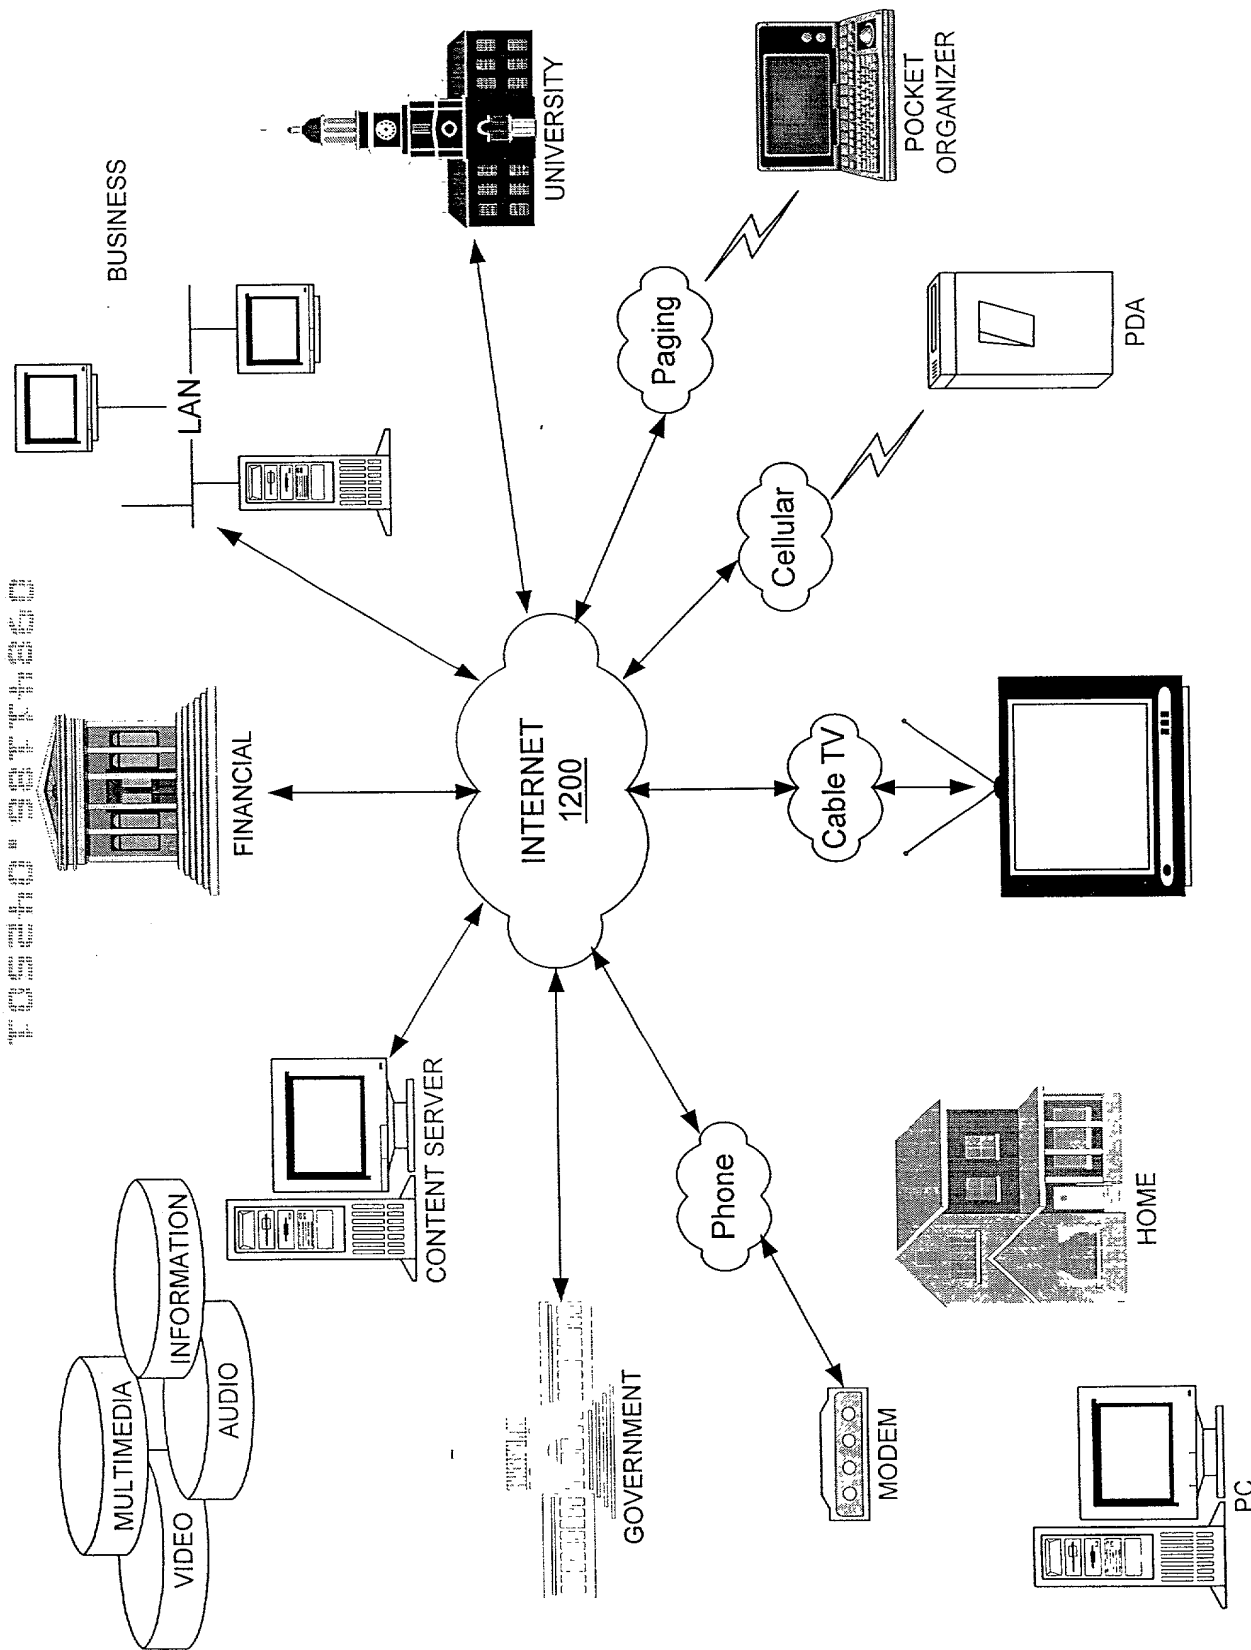 MULTIMEDIA
VIDEO
INFORMATION
AUDIO
BUSINESS
LAN
FINANCIAL
CONTENT SERVER
INTERNET
1200
UNIVERSITY
GOVERNMENT
Paging
Phone
Cellular
Cable TV
MODEM
POCKET
ORGANIZER
PDA
HOME
PC